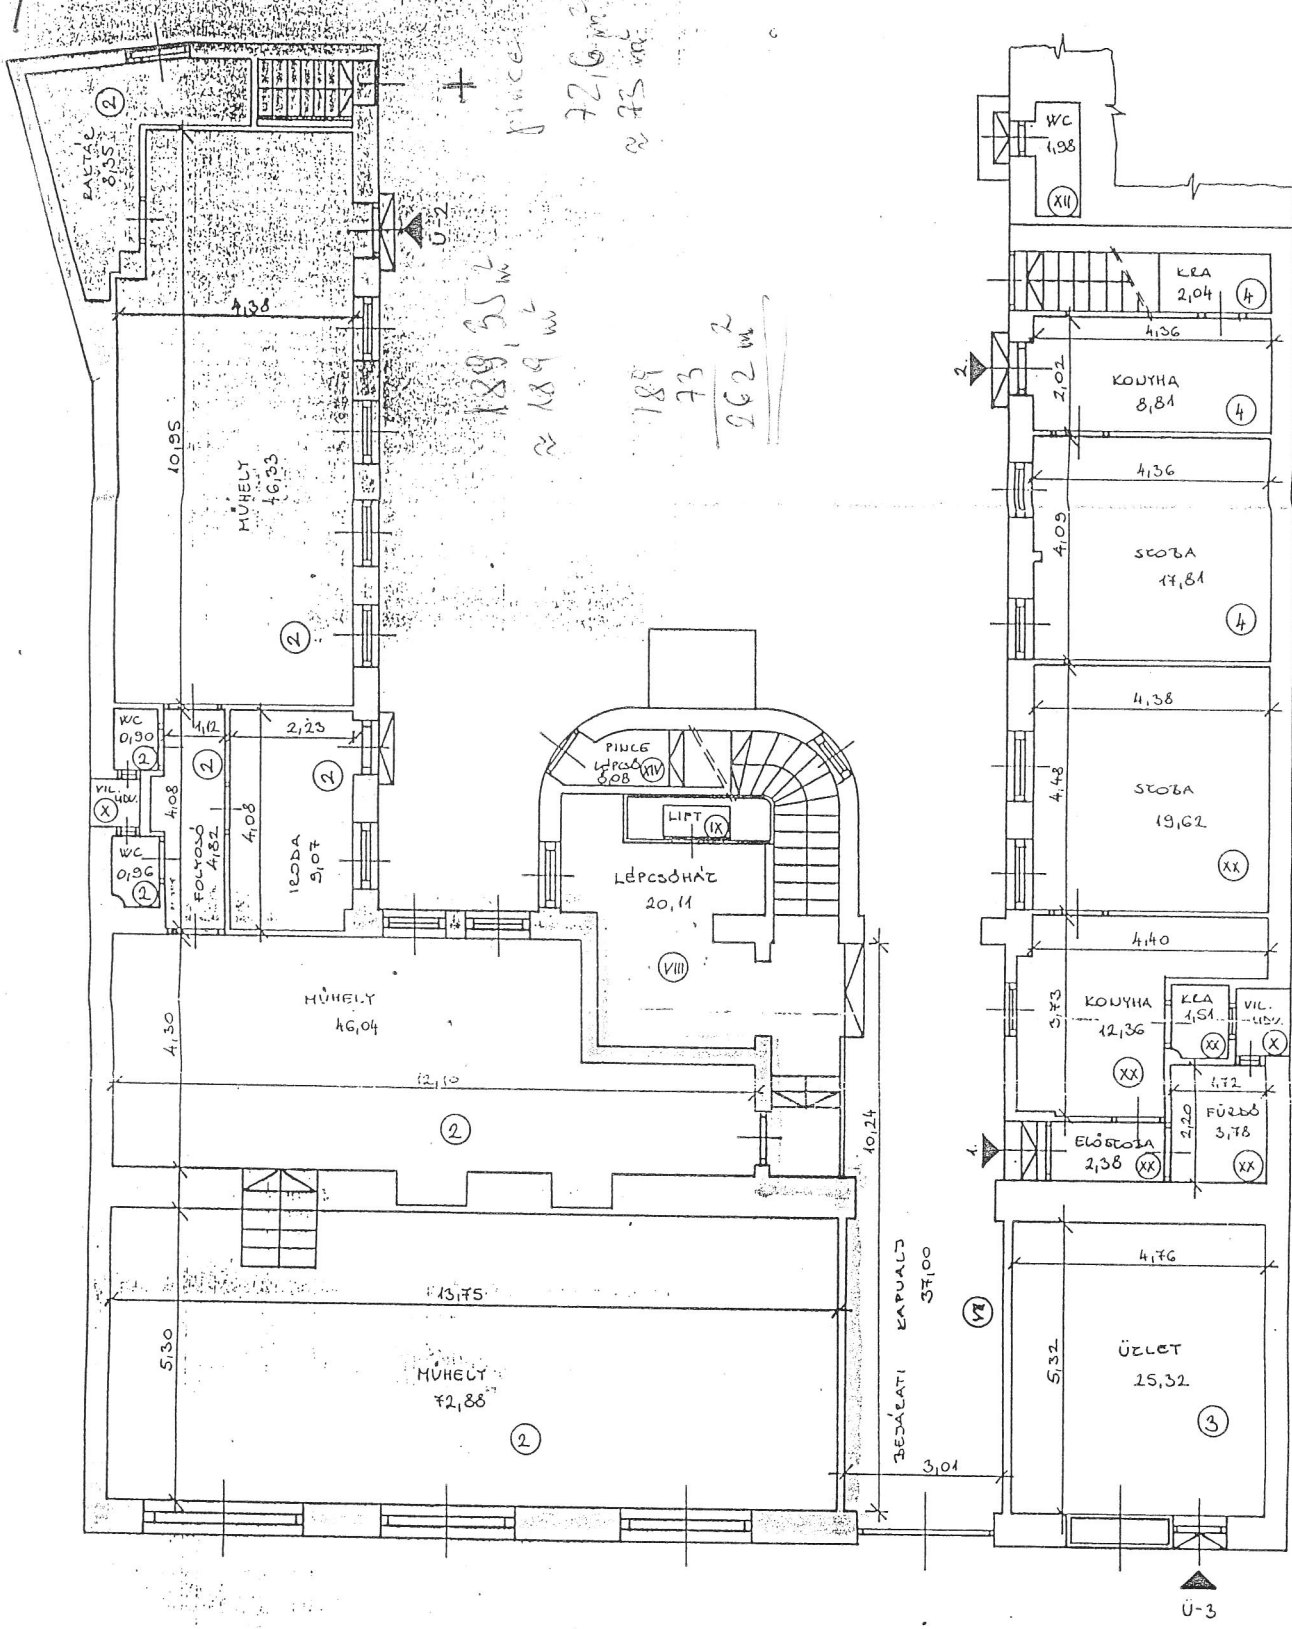 pince
72,6 m²
≈ 73 m²
189,35 m²
≈ 189 m²
189
73
262 m²
RAKTÁR
8,35
2
Ü-2
4,38
10,95
MŰHELY
46,33
2
WC
0,90
2
1,12
2
2,23
2
VIL.
UDV.
X
4,08
FOLYOSÓ
4,82
4,08
IRODA
9,07
WC
0,96
2
PINCE
LÉPCSŐ
6,08
XIV
LIFT
IX
LÉPCSŐHÁZ
20,11
VIII
MŰHELY
46,04
4,30
12,10
2
10,24
13,75
5,30
MŰHELY
72,88
2
BEJÁRATI KAPUALJ
37,00
VII
3,01
WC
1,98
XII
KRA
2,04
4
4,36
2.
2,02
KONYHA
8,81
4
4,36
4,09
SZOBA
17,81
4
4,38
4,48
SZOBA
19,62
XX
4,40
3,73
KONYHA
12,36
XX
KRA
1,51
XX
VIL.
UDV.
X
1,72
2,20
FÜRDŐ
3,78
XX
1.
ELŐSZOBA
2,38
XX
4,76
5,32
ÜZLET
25,32
3
Ü-3